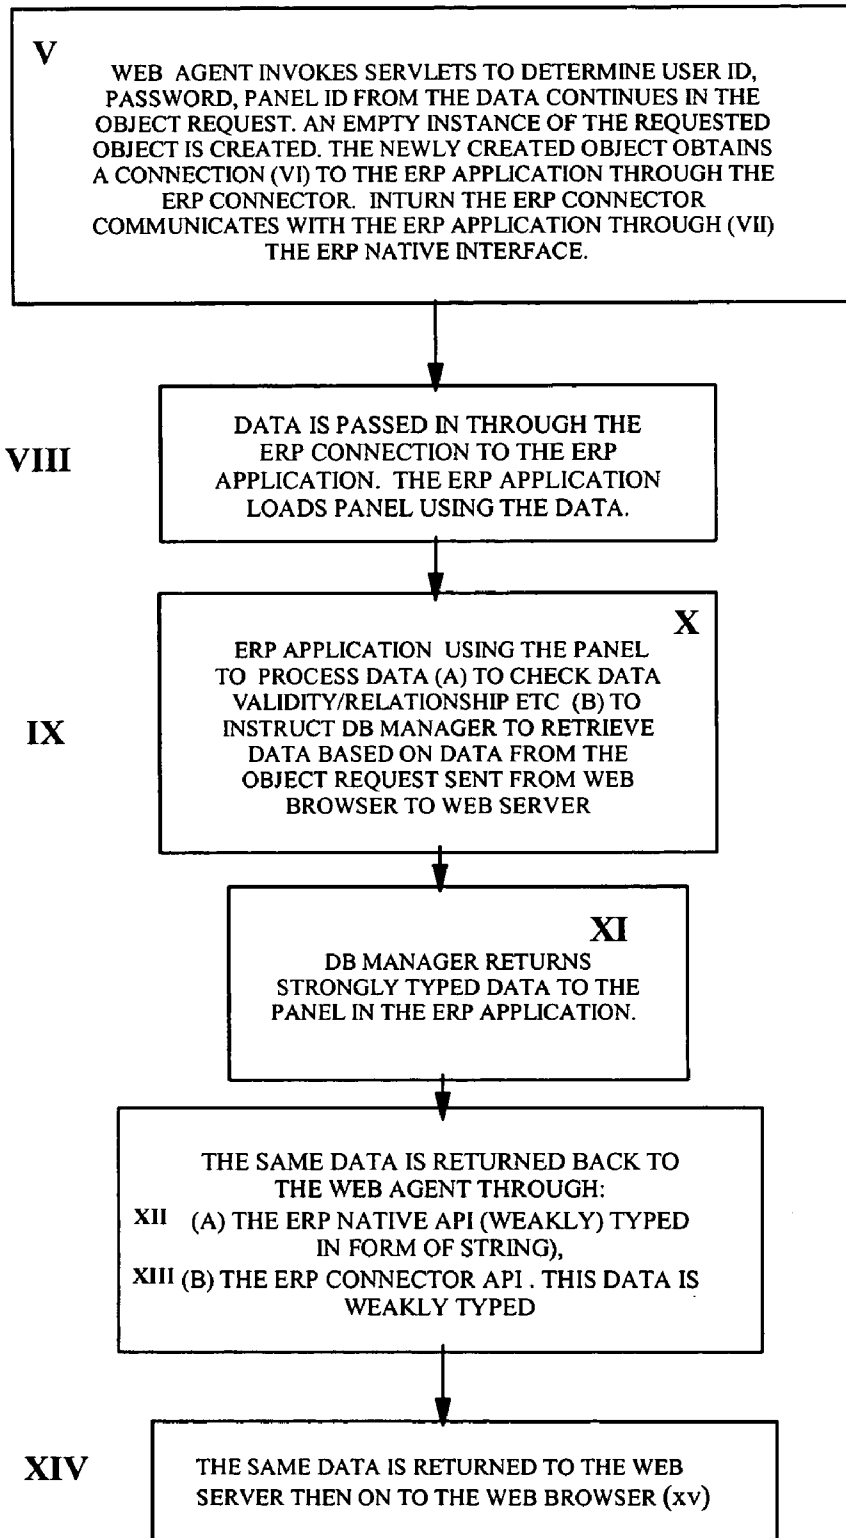 V
WEB AGENT INVOKES SERVLETS TO DETERMINE USER ID,
PASSWORD, PANEL ID FROM THE DATA CONTINUES IN THE
OBJECT REQUEST. AN EMPTY INSTANCE OF THE REQUESTED
OBJECT IS CREATED. THE NEWLY CREATED OBJECT OBTAINS
A CONNECTION (VI) TO THE ERP APPLICATION THROUGH THE
ERP CONNECTOR. INTURN THE ERP CONNECTOR
COMMUNICATES WITH THE ERP APPLICATION THROUGH (VII)
THE ERP NATIVE INTERFACE.
VIII
DATA IS PASSED IN THROUGH THE
ERP CONNECTION TO THE ERP
APPLICATION. THE ERP APPLICATION
LOADS PANEL USING THE DATA.
IX
X
ERP APPLICATION USING THE PANEL
TO PROCESS DATA (A) TO CHECK DATA
VALIDITY/RELATIONSHIP ETC (B) TO
INSTRUCT DB MANAGER TO RETRIEVE
DATA BASED ON DATA FROM THE
OBJECT REQUEST SENT FROM WEB
BROWSER TO WEB SERVER
XI
DB MANAGER RETURNS
STRONGLY TYPED DATA TO THE
PANEL IN THE ERP APPLICATION.
THE SAME DATA IS RETURNED BACK TO
THE WEB AGENT THROUGH:
XII (A) THE ERP NATIVE API (WEAKLY) TYPED
IN FORM OF STRING),
XIII (B) THE ERP CONNECTOR API . THIS DATA IS
WEAKLY TYPED
XIV
THE SAME DATA IS RETURNED TO THE WEB
SERVER THEN ON TO THE WEB BROWSER (xv)